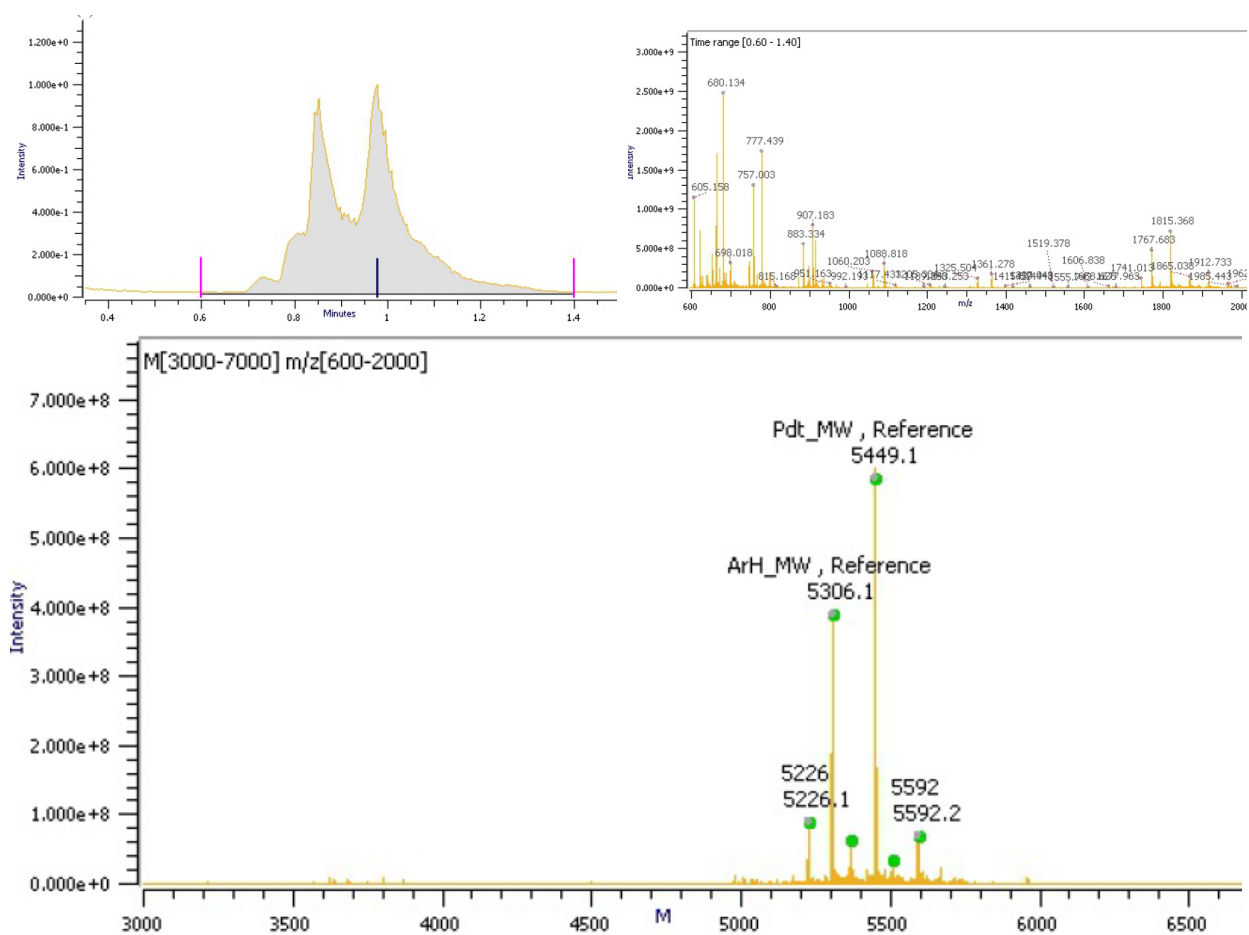 1.200e+0
1.000e+0
8.000e-1
6.000e-1
4.000e-1
2.000e-1
0.000e+0
Intensity
0.4
0.6
0.8
1
1.2
1.4
Minutes
Time range [0.60 - 1.40]
3.000e+9
2.500e+9
2.000e+9
1.500e+9
1.000e+9
5.000e+8
0.000e+0
Intensity
680.134
777.439
757.003
605.158
907.183
883.334
698.018
815.168
951.163
992.193
1060.203
1088.818
1325.504
1361.278
1519.378
1606.838
1741.013
1767.683
1815.368
1865.038
1912.733
1985.443
600
800
1000
1200
1400
1600
1800
2000
m/z
M[3000-7000] m/z[600-2000]
7.000e+8
6.000e+8
5.000e+8
4.000e+8
3.000e+8
2.000e+8
1.000e+8
0.000e+0
Intensity
Pdt_MW , Reference
5449.1
ArH_MW , Reference
5306.1
5226
5226.1
5592
5592.2
3000
3500
4000
4500
5000
5500
6000
6500
M